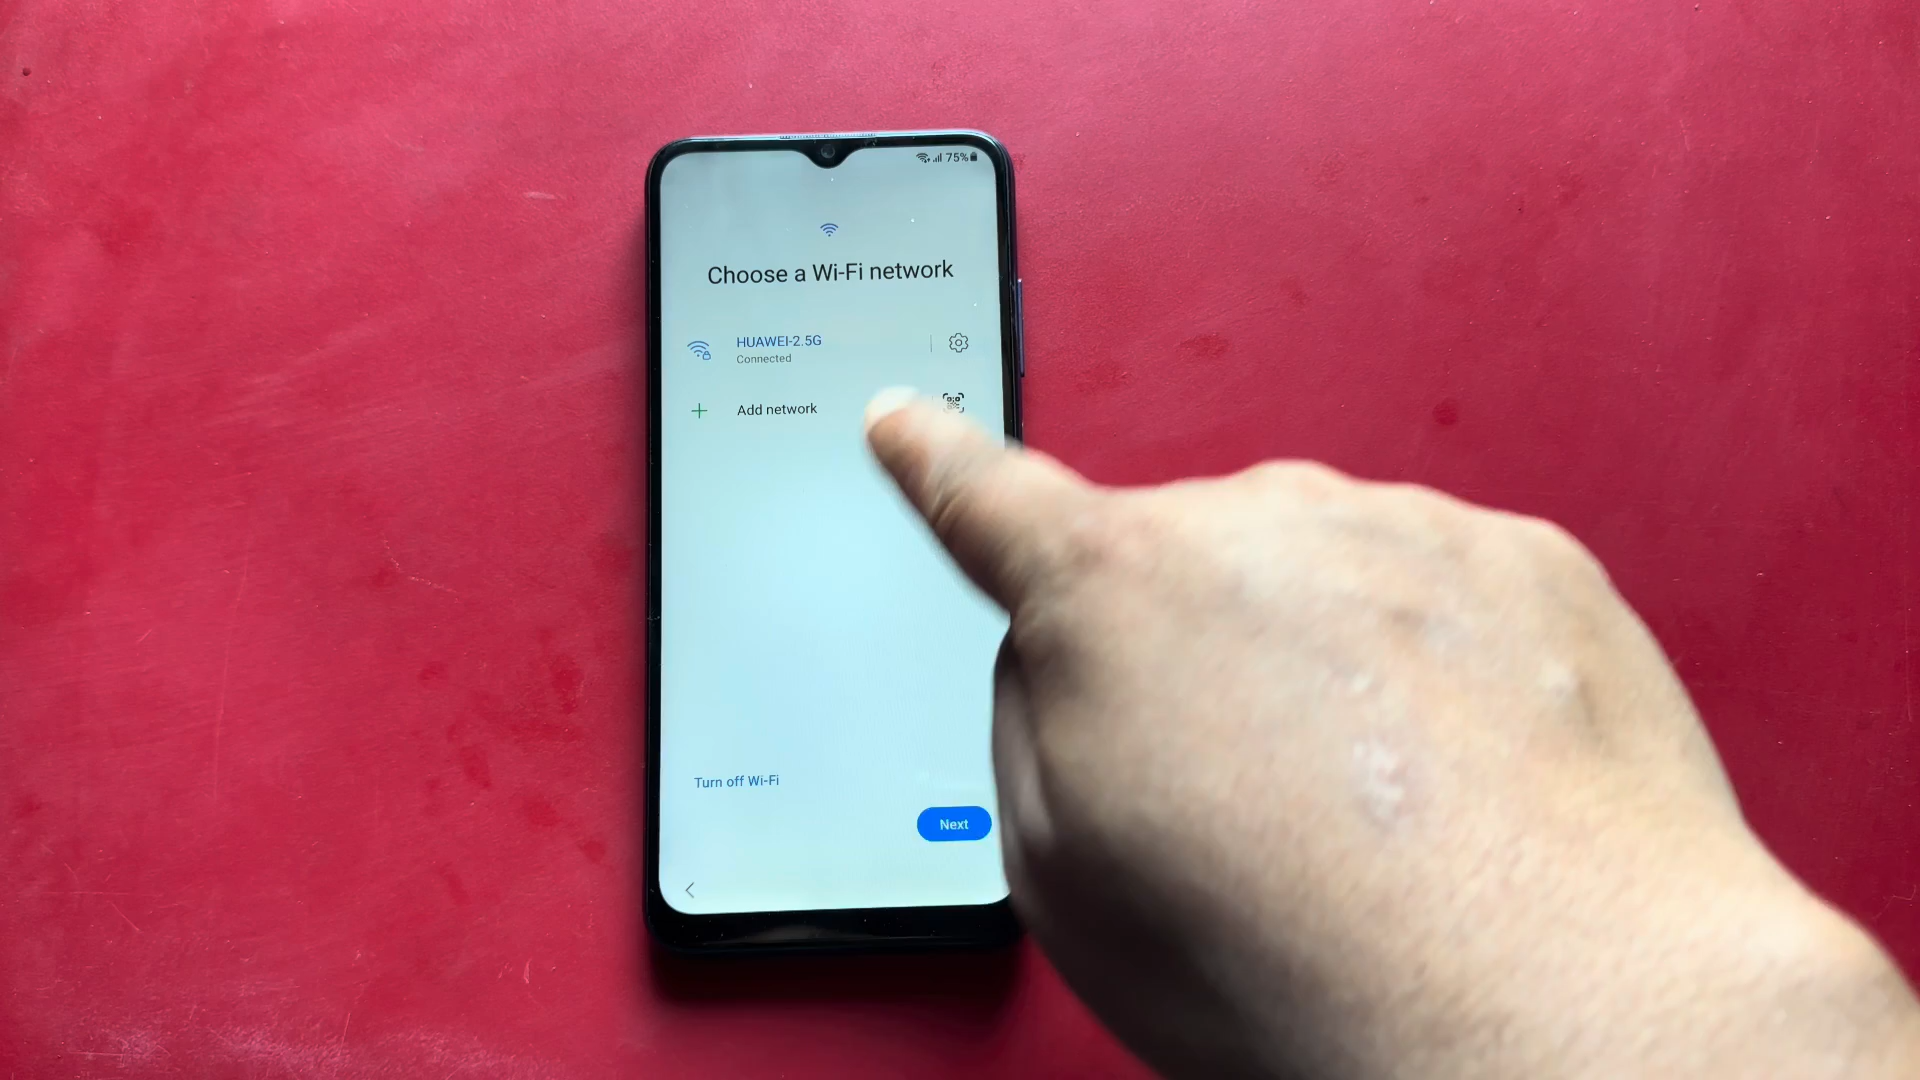 75%
Choose a Wi-Fi network
HUAWEI-2.5G
Connected
Add network
Turn off Wi-Fi
Next